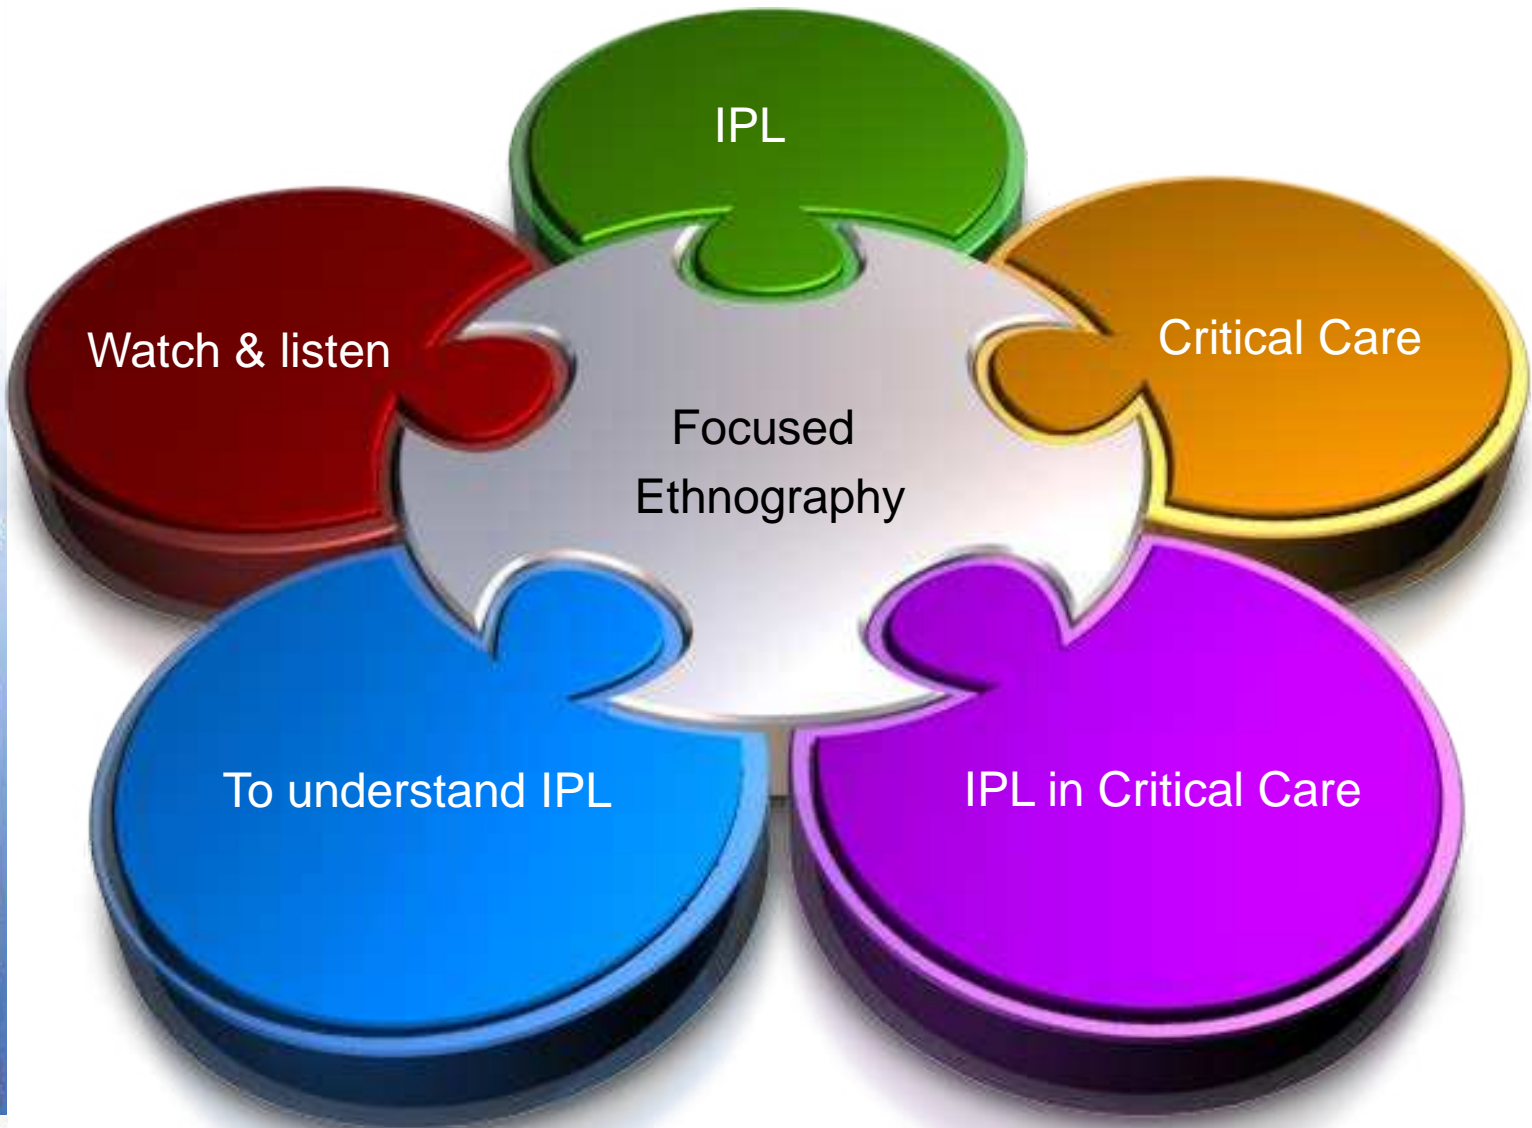 IPL
Watch & listen
Critical Care
Focused
Ethnography
To understand IPL
IPL in Critical Care